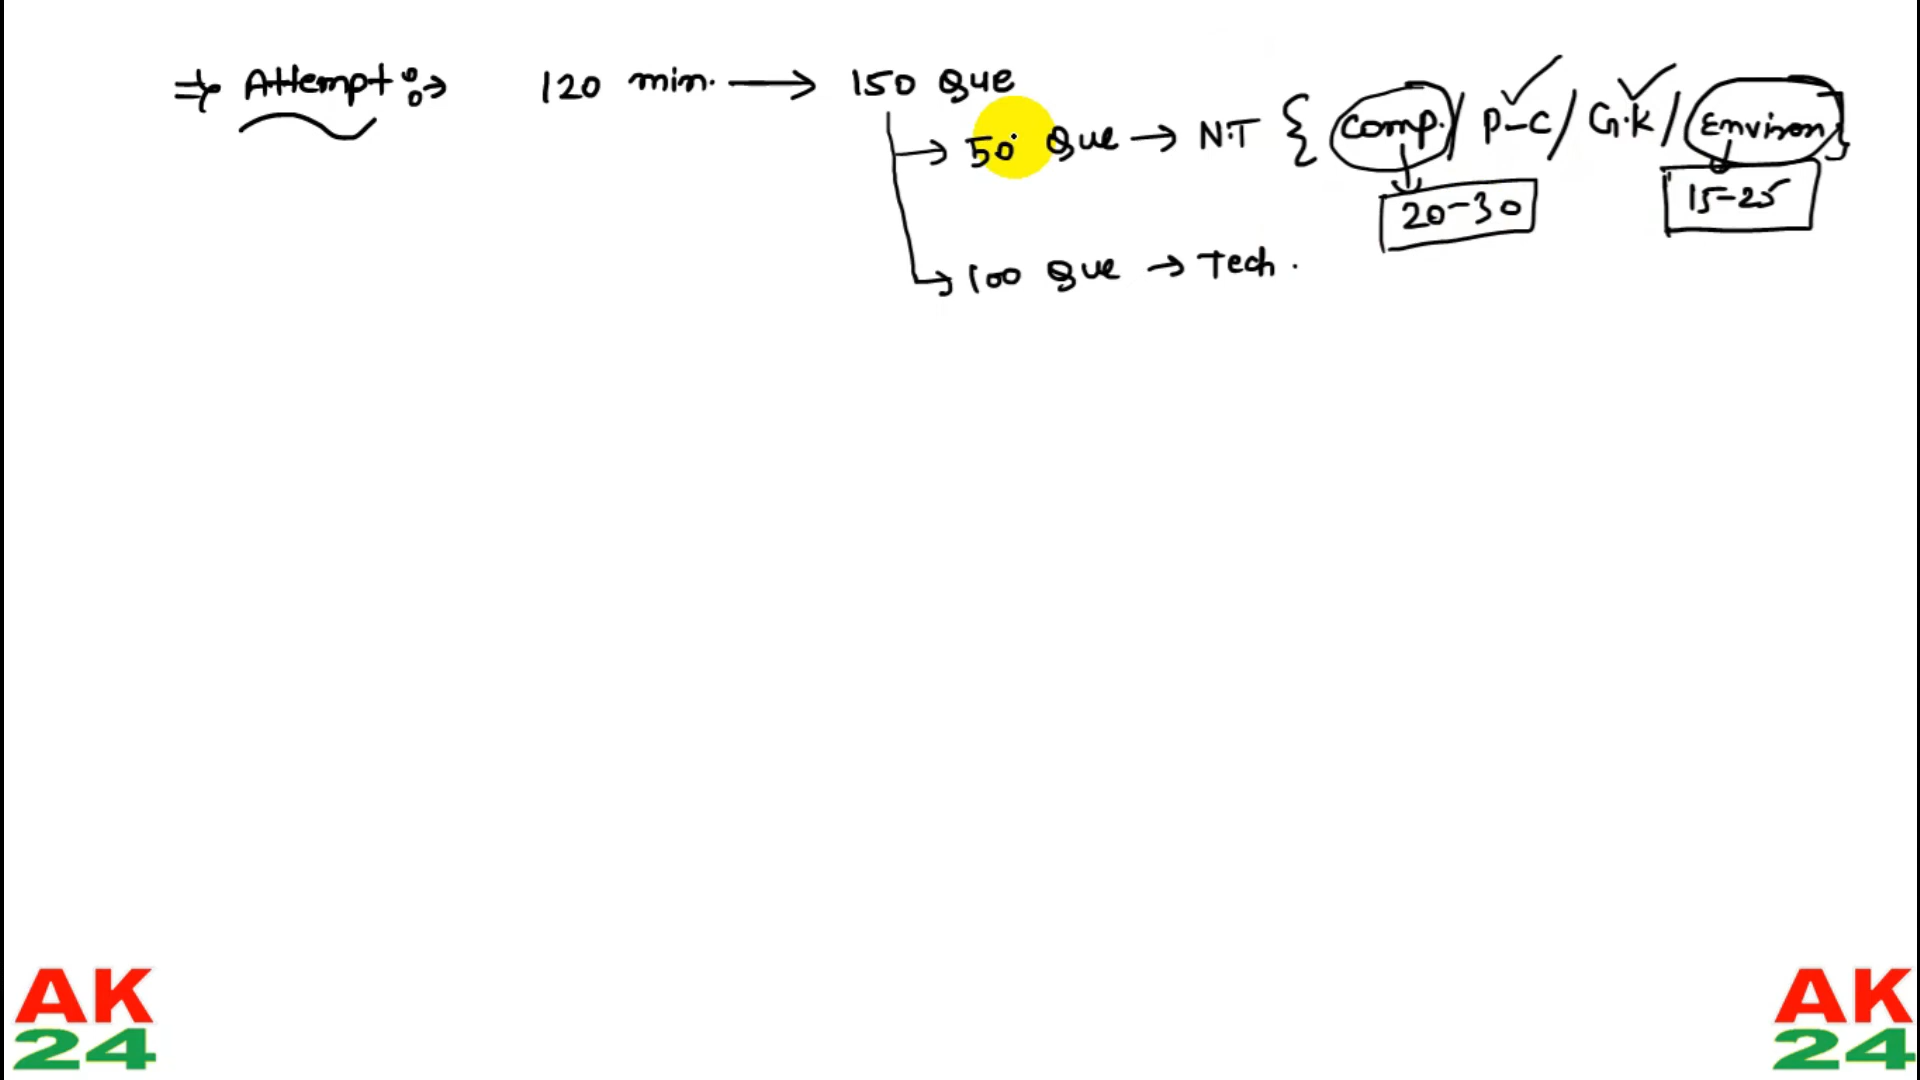 ⇒ Attempt :→ 120 min. → 150 Que
→ 50 Que → N.T { Comp. / P-C / G.K / Environ }
20-30 15-25
→ 100 Que → Tech.
AK AK
24 24